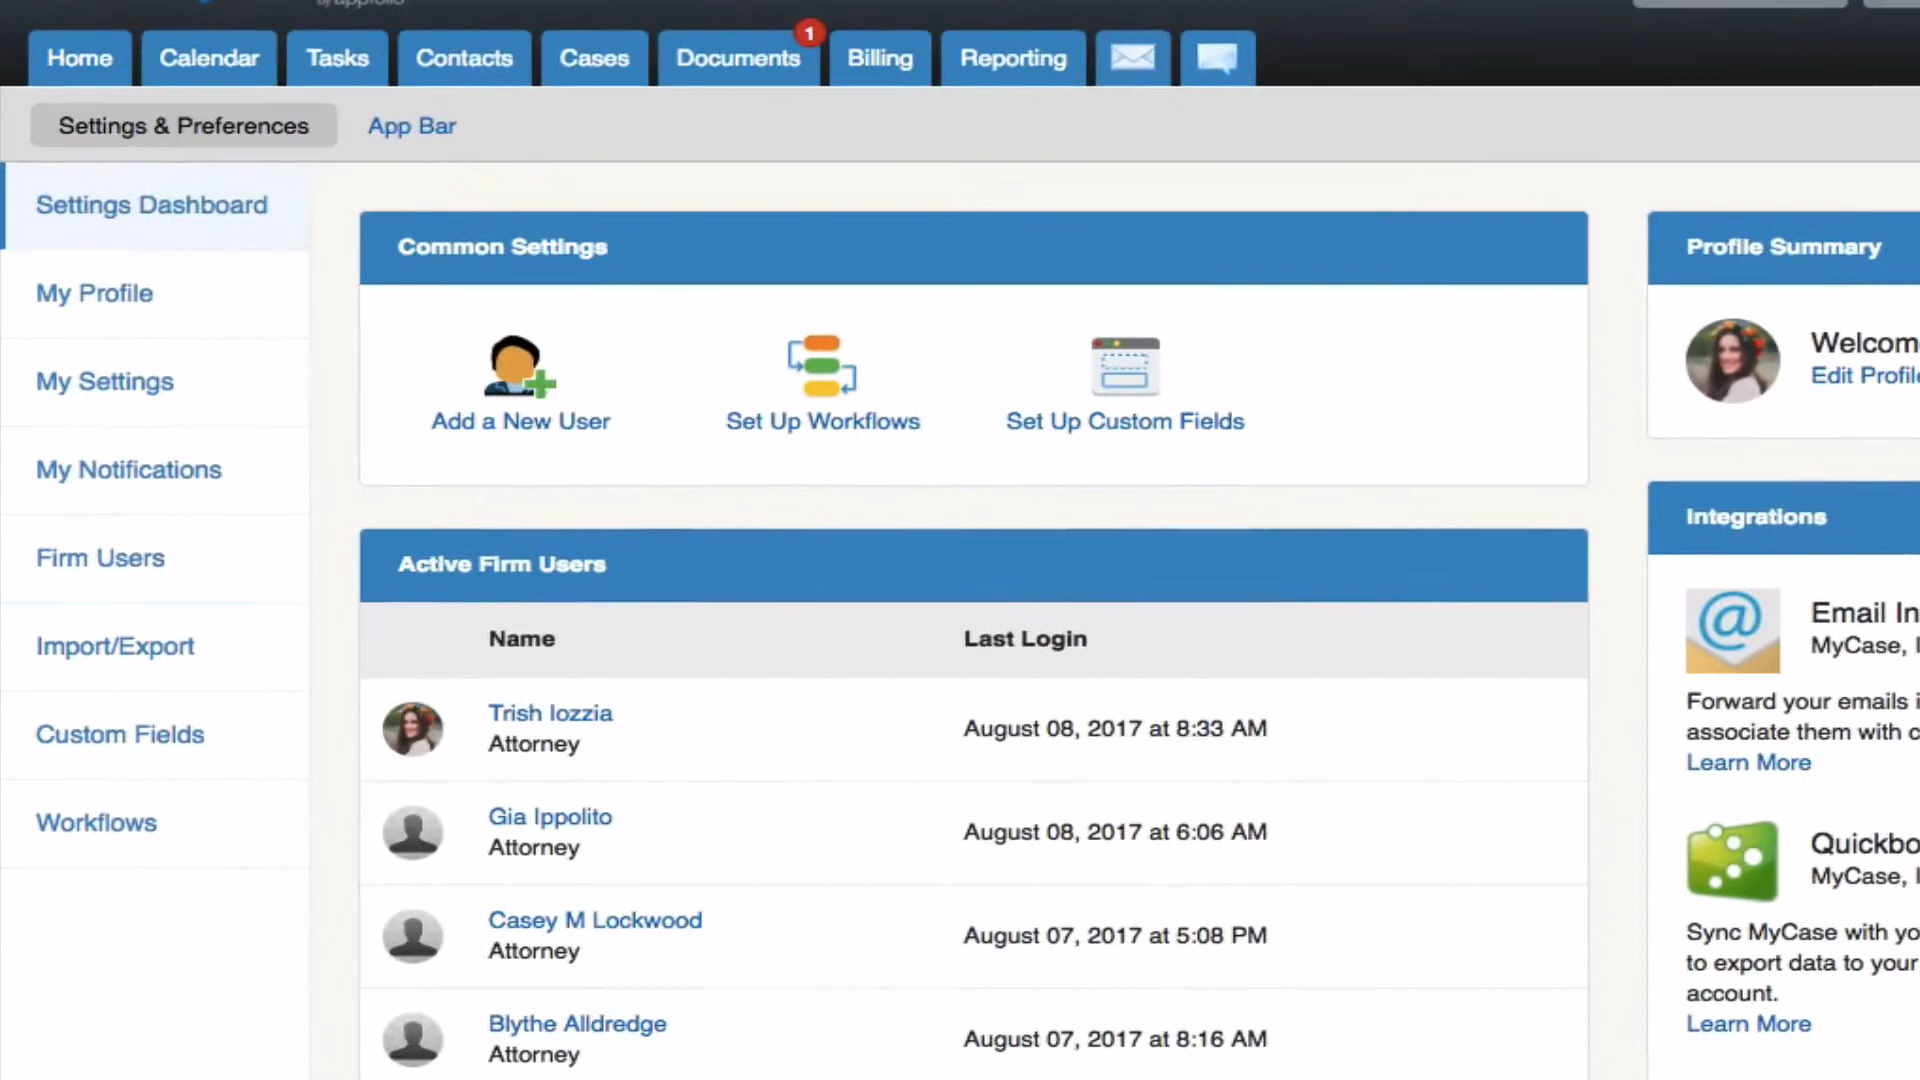 by appfolio
1
Home Calendar Tasks Contacts Cases Documents Billing Reporting
Settings & Preferences App Bar
Settings Dashboard
My Profile
My Settings
My Notifications
Firm Users
Import/Export
Custom Fields
Workflows
Common Settings
Add a New User Set Up Workflows Set Up Custom Fields
Active Firm Users
Name Last Login
Trish Iozzia
Attorney
August 08, 2017 at 8:33 AM
Gia Ippolito
Attorney
August 08, 2017 at 6:06 AM
Casey M Lockwood
Attorney
August 07, 2017 at 5:08 PM
Blythe Alldredge
Attorney
August 07, 2017 at 8:16 AM
Profile Summary
Welcom
Edit Profile
Integrations
Email In
MyCase, I
Forward your emails i
associate them with c
Learn More
Quickbo
MyCase, I
Sync MyCase with yo
to export data to your
account.
Learn More